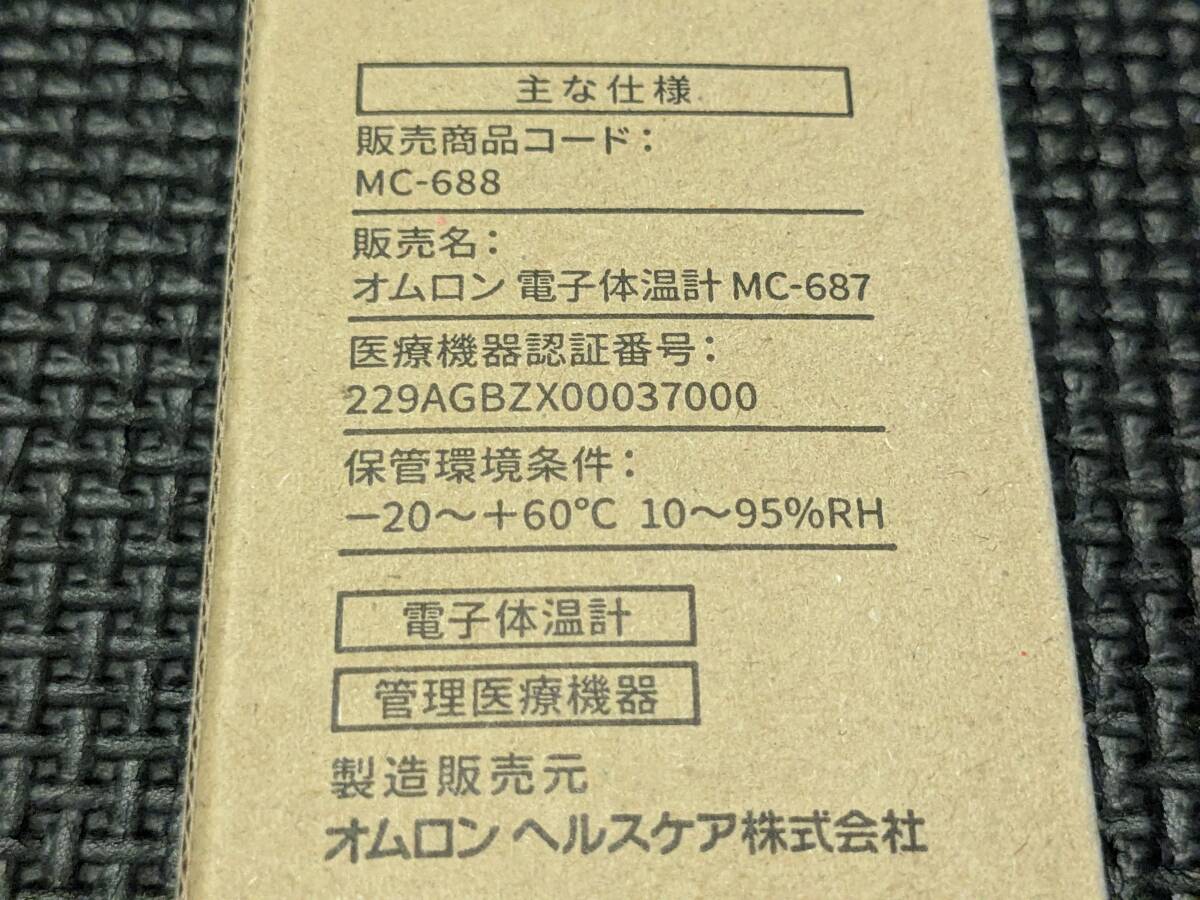 主な仕様
販売商品コード：
MC-688
販売名：
オムロン 電子体温計 MC-687
医療機器認証番号：
229AGBZX00037000
保管環境条件：
－20～＋60℃ 10～95%RH
電子体温計
管理医療機器
製造販売元
オムロン ヘルスケア株式会社